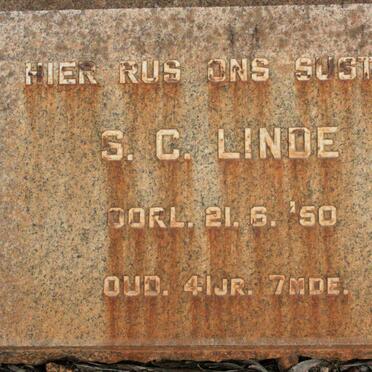 HIER RUS ONS SUST
S. C. LINDE
OORL. 21. 6. '50
OUD. 41JR. 7MDE.